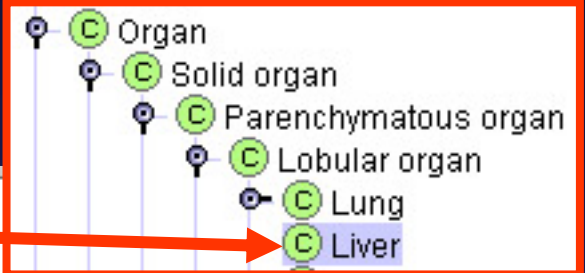 C Organ
C Solid organ
C Parenchymatous organ
C Lobular organ
C Lung
C Liver